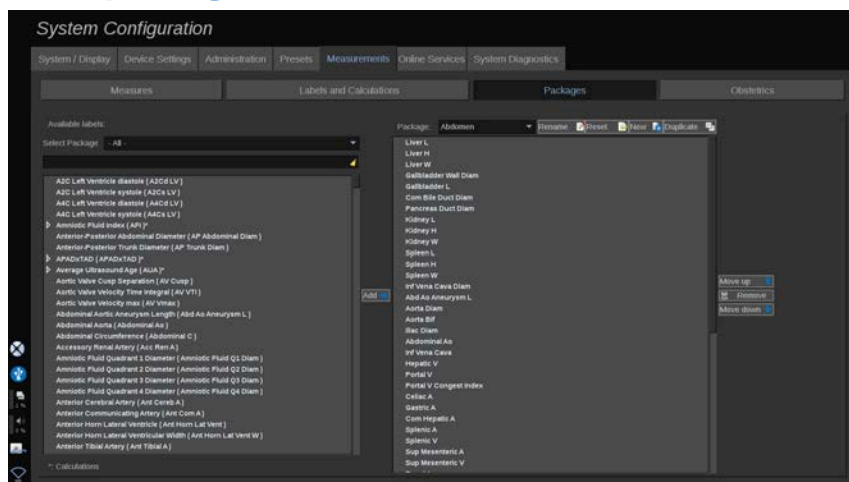 System Configuration
System / Display Device Settings Administration Presets Measurements Online Services System Diagnostics
Measures Labels and Calculations Packages Obstetrics
Available labels:
Select Package - All -
A2C Left Ventricle diastole ( A2Cd LV )
A2C Left Ventricle systole ( A2Cs LV )
A4C Left Ventricle diastole ( A4Cd LV )
A4C Left Ventricle systole ( A4Cs LV )
Amniotic Fluid Index ( AFI )*
Anterior-Posterior Abdominal Diameter ( AP Abdominal Diam )
Anterior-Posterior Trunk Diameter ( AP Trunk Diam )
APADxTAD ( APADxTAD )*
Average Ultrasound Age ( AUA )*
Aortic Valve Cusp Separation ( AV Cusp )
Aortic Valve Velocity Time Integral ( AV VTI )
Aortic Valve Velocity max ( AV Vmax )
Abdominal Aortic Aneurysm Length ( Abd Ao Aneurysm L )
Abdominal Aorta ( Abdominal Ao )
Abdominal Circumference ( Abdominal C )
Accessory Renal Artery ( Acc Ren A )
Amniotic Fluid Quadrant 1 Diameter ( Amniotic Fluid Q1 Diam )
Amniotic Fluid Quadrant 2 Diameter ( Amniotic Fluid Q2 Diam )
Amniotic Fluid Quadrant 3 Diameter ( Amniotic Fluid Q3 Diam )
Amniotic Fluid Quadrant 4 Diameter ( Amniotic Fluid Q4 Diam )
Anterior Cerebral Artery ( Ant Cereb A )
Anterior Communicating Artery ( Ant Com A )
Anterior Horn Lateral Ventricle ( Ant Horn Lat Vent )
Anterior Horn Lateral Ventricular Width ( Ant Horn Lat Vent W )
Anterior Tibial Artery ( Ant Tibial A )
*: Calculations
Add
Package: Abdomen Rename Reset New Duplicate
Liver L
Liver H
Liver W
Gallbladder Wall Diam
Gallbladder L
Com Bile Duct Diam
Pancreas Duct Diam
Kidney L
Kidney H
Kidney W
Spleen L
Spleen H
Spleen W
Inf Vena Cava Diam
Abd Ao Aneurysm L
Aorta Diam
Aorta Bif
Iliac Diam
Abdominal Ao
Inf Vena Cava
Hepatic V
Portal V
Portal V Congest Index
Celiac A
Gastric A
Com Hepatic A
Splenic A
Splenic V
Sup Mesenteric A
Sup Mesenteric V
Move up
Remove
Move down